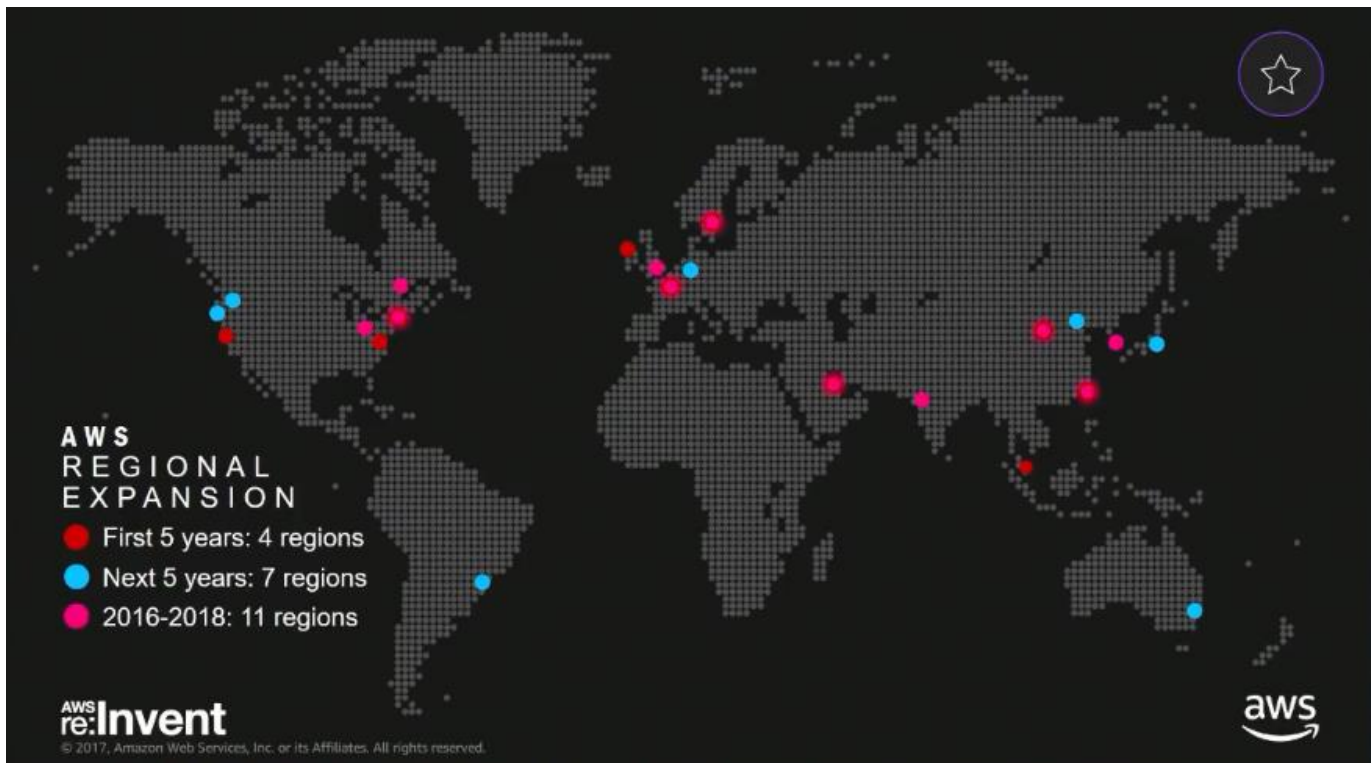 AWS
REGIONAL
EXPANSION
First 5 years: 4 regions
Next 5 years: 7 regions
2016-2018: 11 regions
AWS
re:Invent
© 2017, Amazon Web Services, Inc. or its Affiliates. All rights reserved.
aws